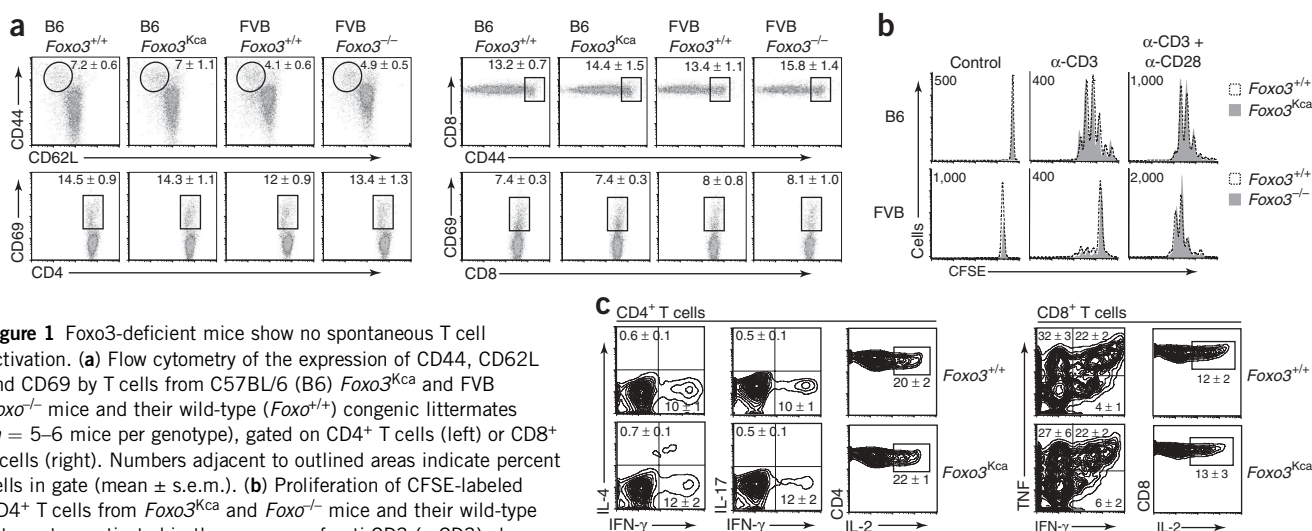 a
B6 B6 FVB FVB
Foxo3+/+ Foxo3Kca Foxo3+/+ Foxo3–/–
7.2 ± 0.6 7 ± 1.1 4.1 ± 0.6 4.9 ± 0.5
CD44
CD62L
14.5 ± 0.9 14.3 ± 1.1 12 ± 0.9 13.4 ± 1.3
CD69
CD4
B6 B6 FVB FVB
Foxo3+/+ Foxo3Kca Foxo3+/+ Foxo3–/–
13.2 ± 0.7 14.4 ± 1.5 13.4 ± 1.1 15.8 ± 1.4
CD8
CD44
7.4 ± 0.3 7.4 ± 0.3 8 ± 0.8 8.1 ± 1.0
CD69
CD8
b
Control α-CD3 α-CD3 +
α-CD28
B6
500 400 1,000
Foxo3+/+
Foxo3Kca
FVB
1,000 400 2,000
Foxo3+/+
Foxo3–/–
Cells
CFSE
gure 1 Foxo3-deficient mice show no spontaneous T cell
ctivation. (a) Flow cytometry of the expression of CD44, CD62L
nd CD69 by T cells from C57BL/6 (B6) Foxo3Kca and FVB
oxo–/– mice and their wild-type (Foxo+/+) congenic littermates
= 5–6 mice per genotype), gated on CD4+ T cells (left) or CD8+
cells (right). Numbers adjacent to outlined areas indicate percent
ells in gate (mean ± s.e.m.). (b) Proliferation of CFSE-labeled
D4+ T cells from Foxo3Kca and Foxo–/– mice and their wild-type
c
CD4+ T cells
0.6 ± 0.1 0.5 ± 0.1
10 ± 1 10 ± 1 20 ± 2
Foxo3+/+
0.7 ± 0.1 0.5 ± 0.1
12 ± 2 12 ± 2 22 ± 1
Foxo3Kca
IL-4 IL-17 CD4
IFN-γ IFN-γ IL-2
CD8+ T cells
32 ± 3 22 ± 2
4 ± 1 12 ± 2
Foxo3+/+
27 ± 6 22 ± 2
6 ± 2 13 ± 3
Foxo3Kca
TNF CD8
IFN-γ IL-2